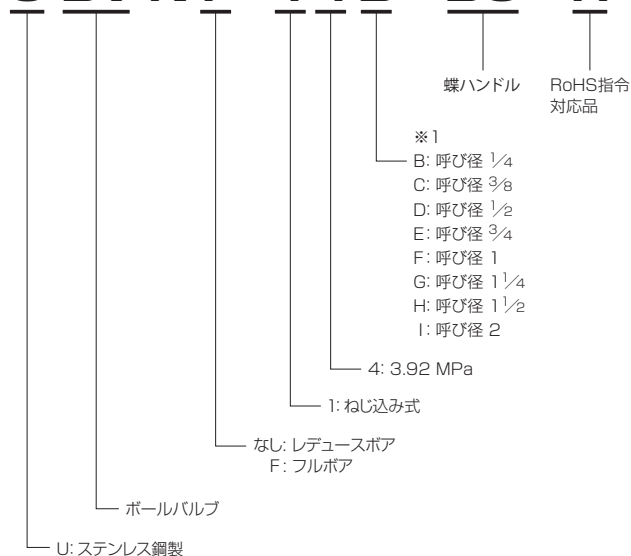 蝶ハンドル
RoHS指令
対応品
※1
B: 呼び径 1/4
C: 呼び径 3/8
D: 呼び径 1/2
E: 呼び径 3/4
F: 呼び径 1
G: 呼び径 1 1/4
H: 呼び径 1 1/2
I: 呼び径 2
4: 3.92 MPa
1: ねじ込み式
なし: レデュースボア
F: フルボア
ボールバルブ
U: ステンレス鋼製